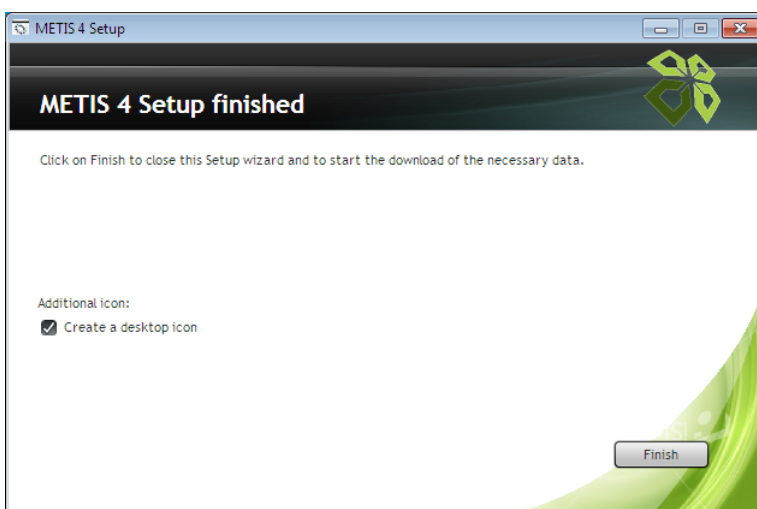 METIS 4 Setup
METIS 4 Setup finished
Click on Finish to close this Setup wizard and to start the download of the necessary data.
Additional icon:
Create a desktop icon
Finish